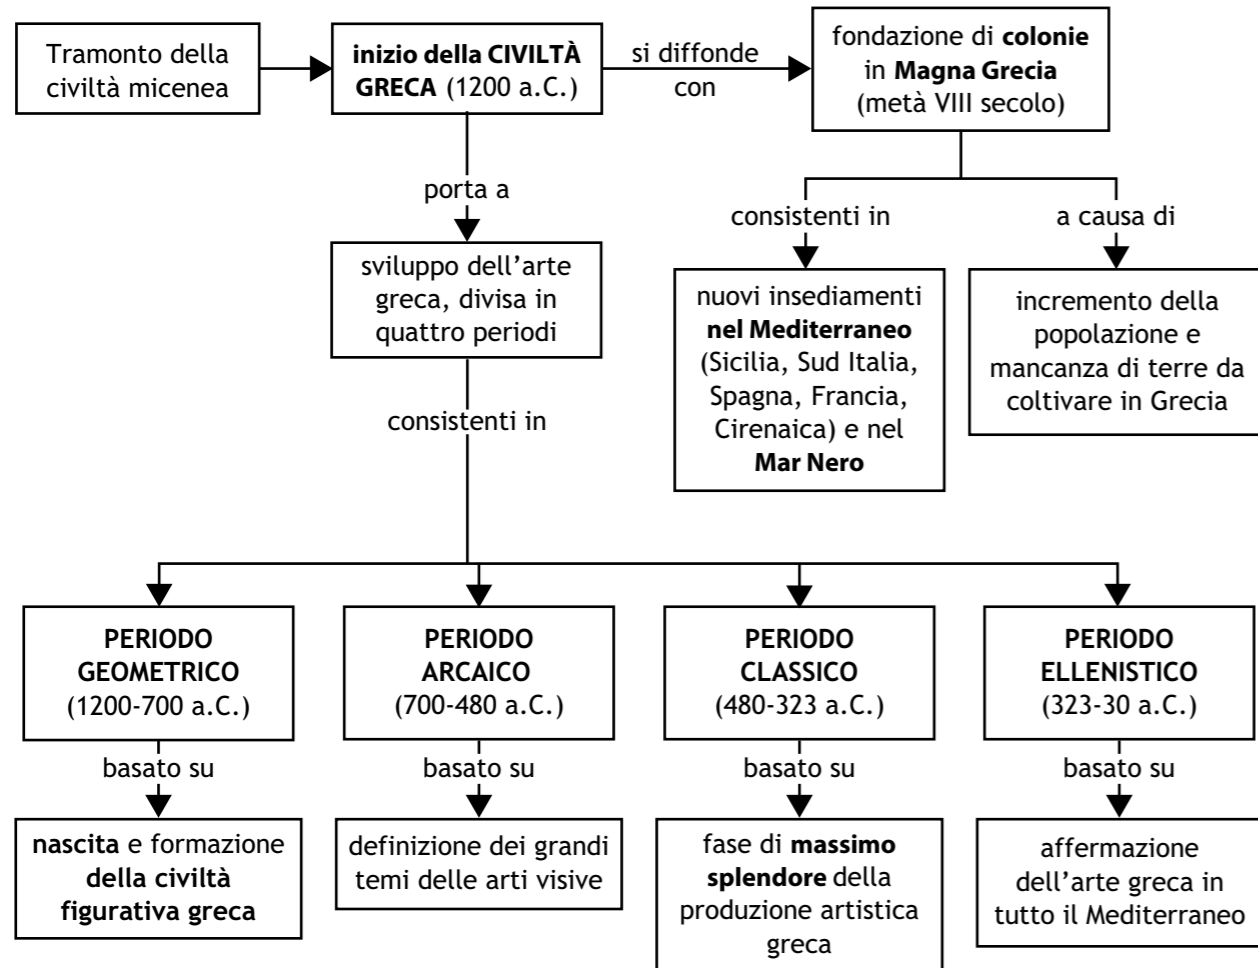 Tramonto della
civiltà micenea
inizio della CIVILTÀ
GRECA (1200 a.C.)
si diffonde
con
fondazione di colonie
in Magna Grecia
(metà VIII secolo)
porta a
consistenti in
a causa di
sviluppo dell'arte
greca, divisa in
quattro periodi
nuovi insediamenti
nel Mediterraneo
(Sicilia, Sud Italia,
Spagna, Francia,
Cirenaica) e nel
Mar Nero
incremento della
popolazione e
mancanza di terre da
coltivare in Grecia
consistenti in
PERIODO
GEOMETRICO
(1200-700 a.C.)
PERIODO
ARCAICO
(700-480 a.C.)
PERIODO
CLASSICO
(480-323 a.C.)
PERIODO
ELLENISTICO
(323-30 a.C.)
basato su
basato su
basato su
basato su
nascita e formazione
della civiltà
figurativa greca
definizione dei grandi
temi delle arti visive
fase di massimo
splendore della
produzione artistica
greca
affermazione
dell'arte greca in
tutto il Mediterraneo